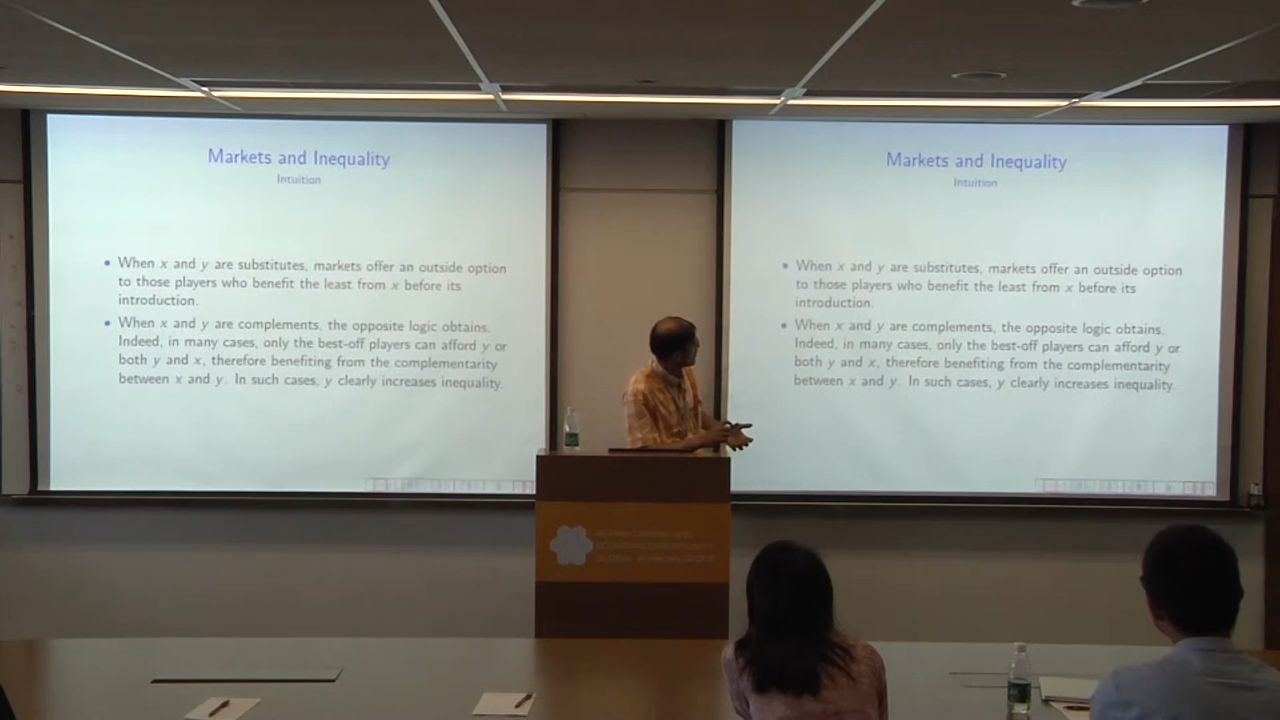 Markets and Inequality
Intuition
• When x and y are substitutes, markets offer an outside option
to those players who benefit the least from x before its
introduction.
• When x and y are complements, the opposite logic obtains.
Indeed, in many cases, only the best-off players can afford y or
both y and x, therefore benefiting from the complementarity
between x and y. In such cases, y clearly increases inequality.
Markets and Inequality
Intuition
• When x and y are substitutes, markets offer an outside option
to those players who benefit the least from x before its
introduction.
• When x and y are complements, the opposite logic obtains.
Indeed, in many cases, only the best-off players can afford y or
both y and x, therefore benefiting from the complementarity
between x and y. In such cases, y clearly increases inequality.